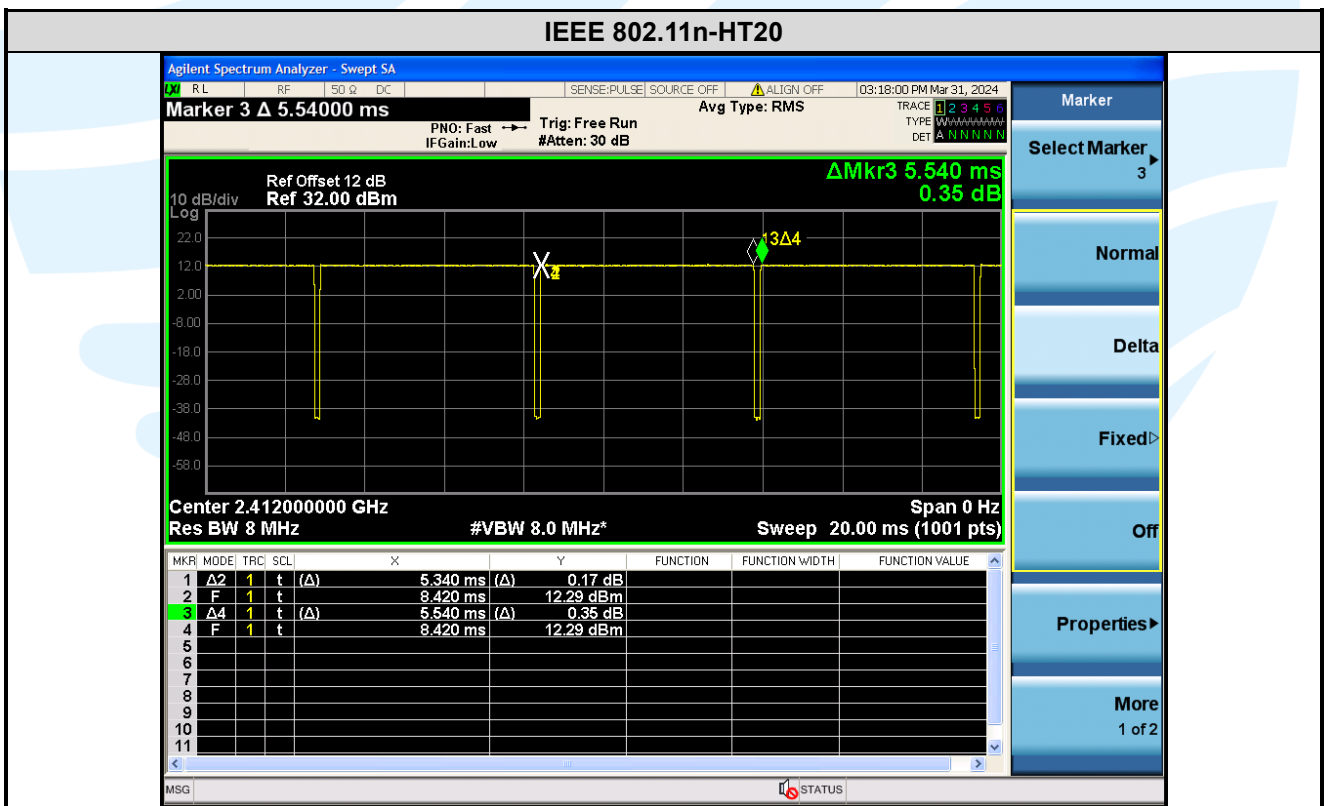 IEEE 802.11n-HT20
Agilent Spectrum Analyzer - Swept SA
LXI RL RF 50 Ω DC SENSE:PULSE SOURCE OFF ALIGN OFF 03:18:00 PM Mar 31, 2024
Marker 3 Δ 5.54000 ms
PNO: Fast
IFGain:Low
Trig: Free Run
#Atten: 30 dB
Avg Type: RMS
TRACE 1 2 3 4 5 6
TYPE WWWWWW
DET A N N N N N
ΔMkr3 5.540 ms
0.35 dB
Ref Offset 12 dB
10 dB/div Ref 32.00 dBm
Log
22.0
12.0
2.00
-8.00
-18.0
-28.0
-38.0
-48.0
-58.0
13Δ4
Center 2.412000000 GHz Span 0 Hz
Res BW 8 MHz #VBW 8.0 MHz* Sweep 20.00 ms (1001 pts)
MKR MODE TRC SCL X Y FUNCTION FUNCTION WIDTH FUNCTION VALUE
1 Δ2 1 t (Δ) 5.340 ms (Δ) 0.17 dB
2 F 1 t 8.420 ms 12.29 dBm
3 Δ4 1 t (Δ) 5.540 ms (Δ) 0.35 dB
4 F 1 t 8.420 ms 12.29 dBm
5
6
7
8
9
10
11
MSG STATUS
Marker
Select Marker
3
Normal
Delta
Fixed
Off
Properties
More
1 of 2